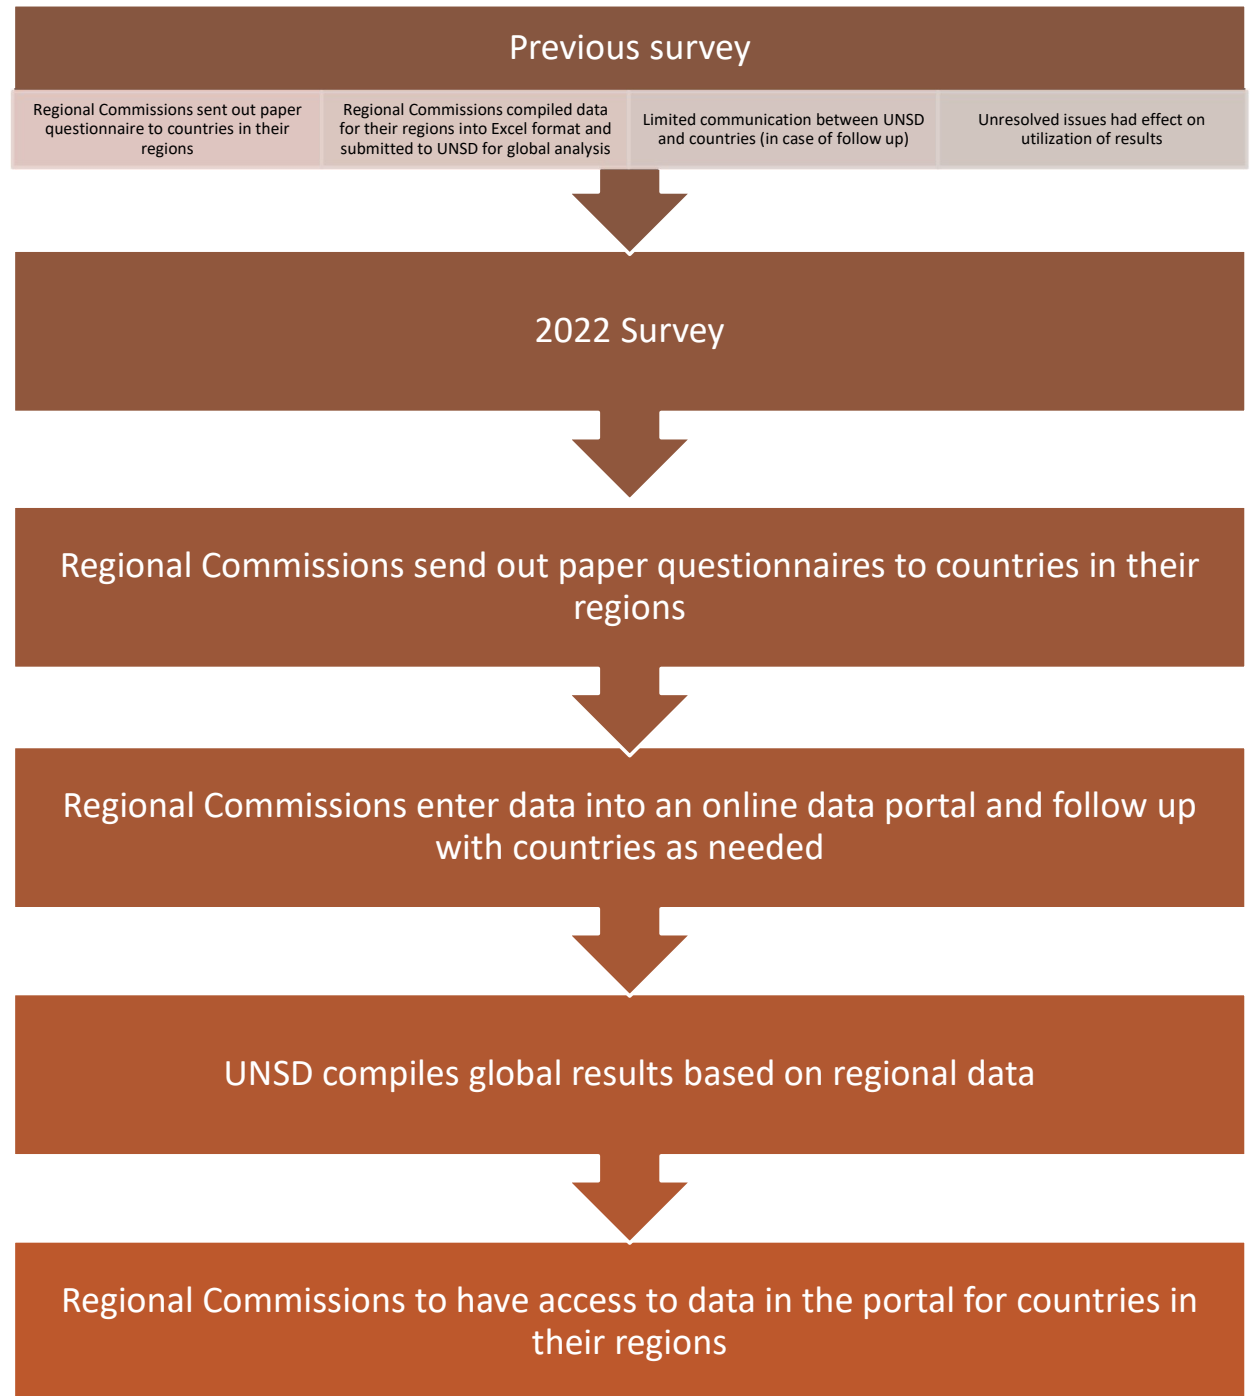 Previous survey
Regional Commissions sent out paper
questionnaire to countries in their
regions
Regional Commissions compiled data
for their regions into Excel format and
submitted to UNSD for global analysis
Limited communication between UNSD
and countries (in case of follow up)
Unresolved issues had effect on
utilization of results
2022 Survey
Regional Commissions send out paper questionnaires to countries in their
regions
Regional Commissions enter data into an online data portal and follow up
with countries as needed
UNSD compiles global results based on regional data
Regional Commissions to have access to data in the portal for countries in
their regions